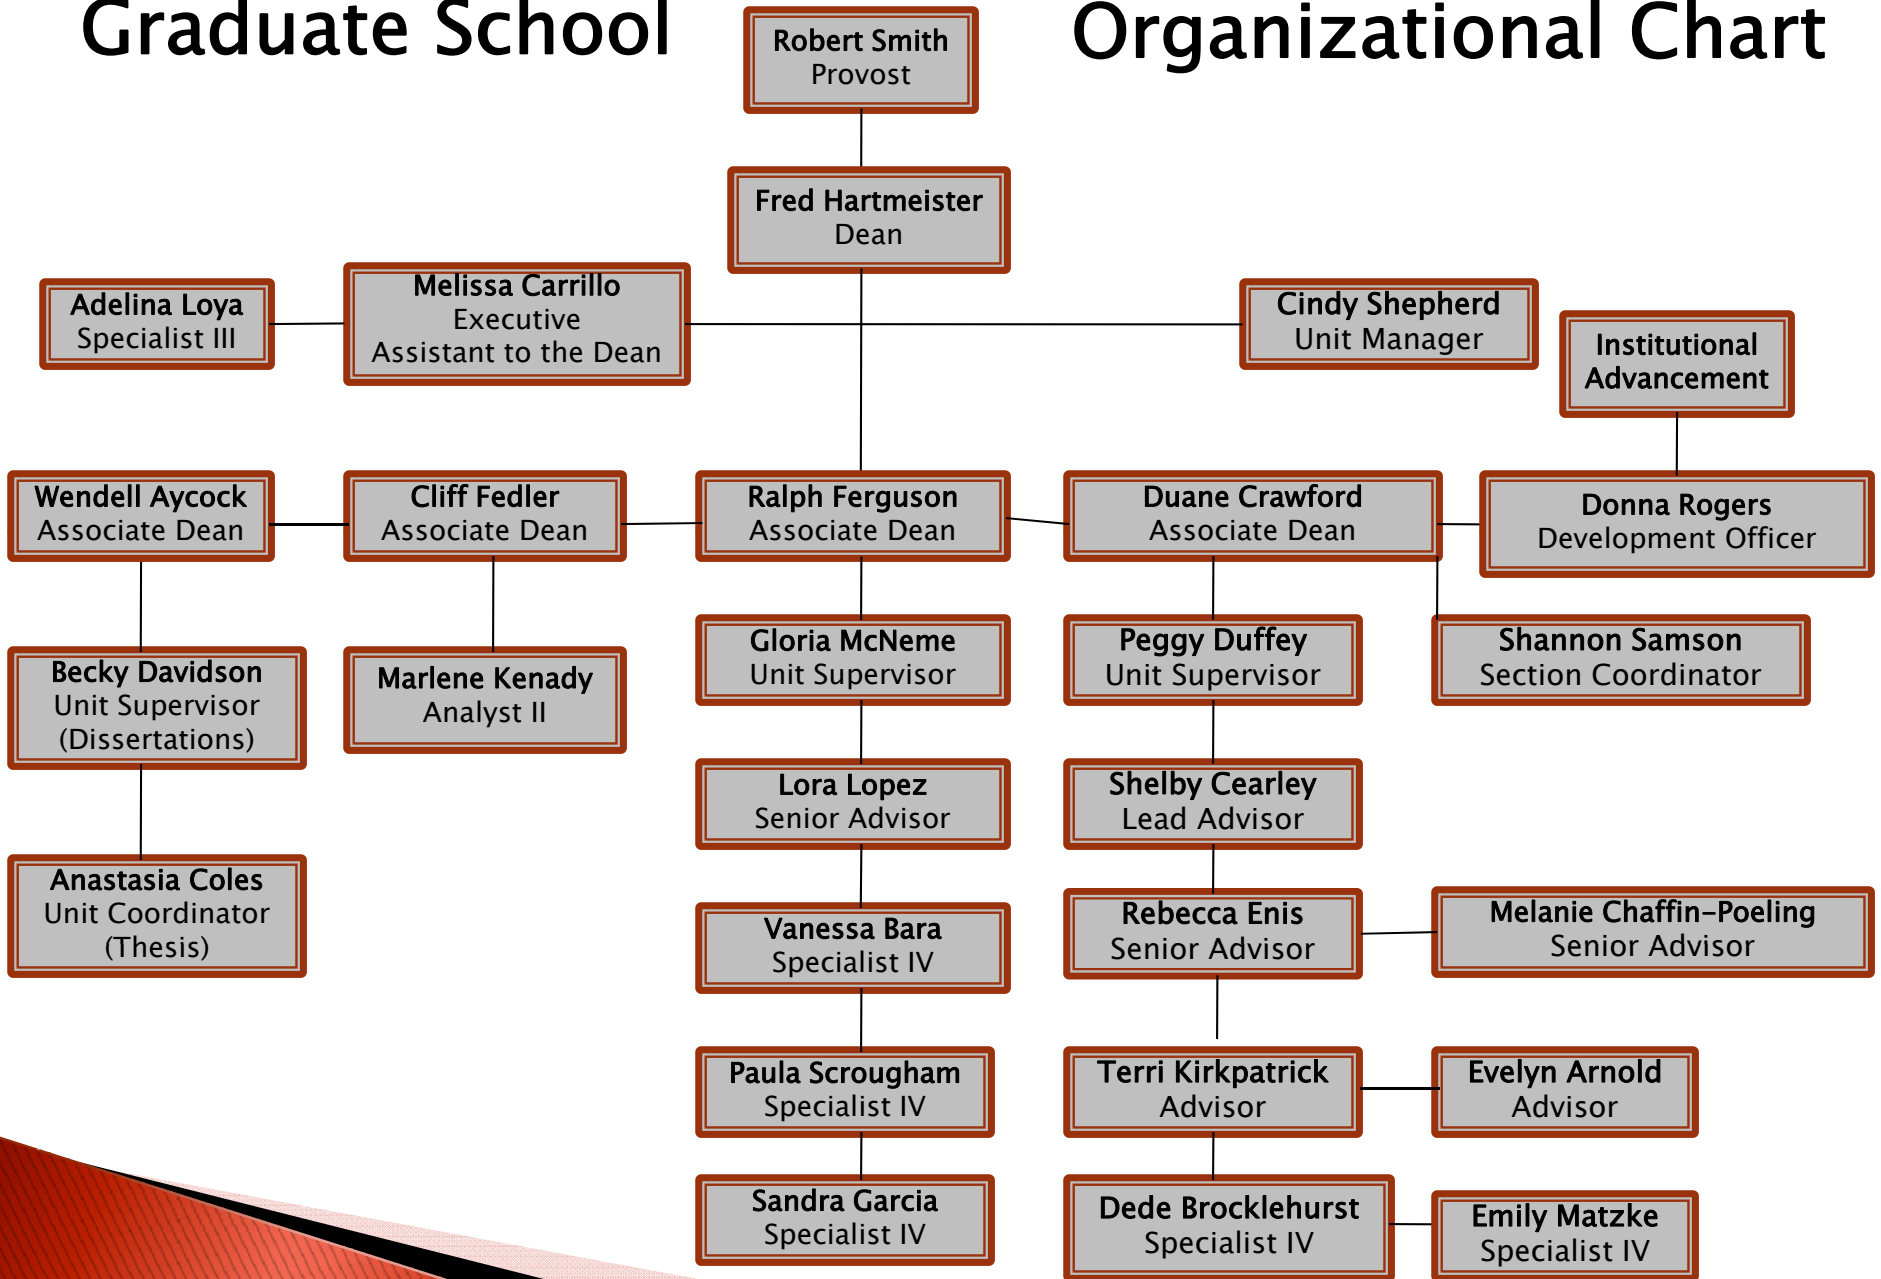 Graduate School
Organizational Chart
Robert Smith
Provost
Fred Hartmeister
Dean
Adelina Loya
Specialist III
Melissa Carrillo
Executive
Assistant to the Dean
Cindy Shepherd
Unit Manager
Institutional
Advancement
Wendell Aycock
Associate Dean
Cliff Fedler
Associate Dean
Ralph Ferguson
Associate Dean
Duane Crawford
Associate Dean
Donna Rogers
Development Officer
Becky Davidson
Unit Supervisor
(Dissertations)
Marlene Kenady
Analyst II
Gloria McNeme
Unit Supervisor
Peggy Duffey
Unit Supervisor
Shannon Samson
Section Coordinator
Lora Lopez
Senior Advisor
Shelby Cearley
Lead Advisor
Anastasia Coles
Unit Coordinator
(Thesis)
Vanessa Bara
Specialist IV
Rebecca Enis
Senior Advisor
Melanie Chaffin-Poeling
Senior Advisor
Paula Scrougham
Specialist IV
Terri Kirkpatrick
Advisor
Evelyn Arnold
Advisor
Sandra Garcia
Specialist IV
Dede Brocklehurst
Specialist IV
Emily Matzke
Specialist IV